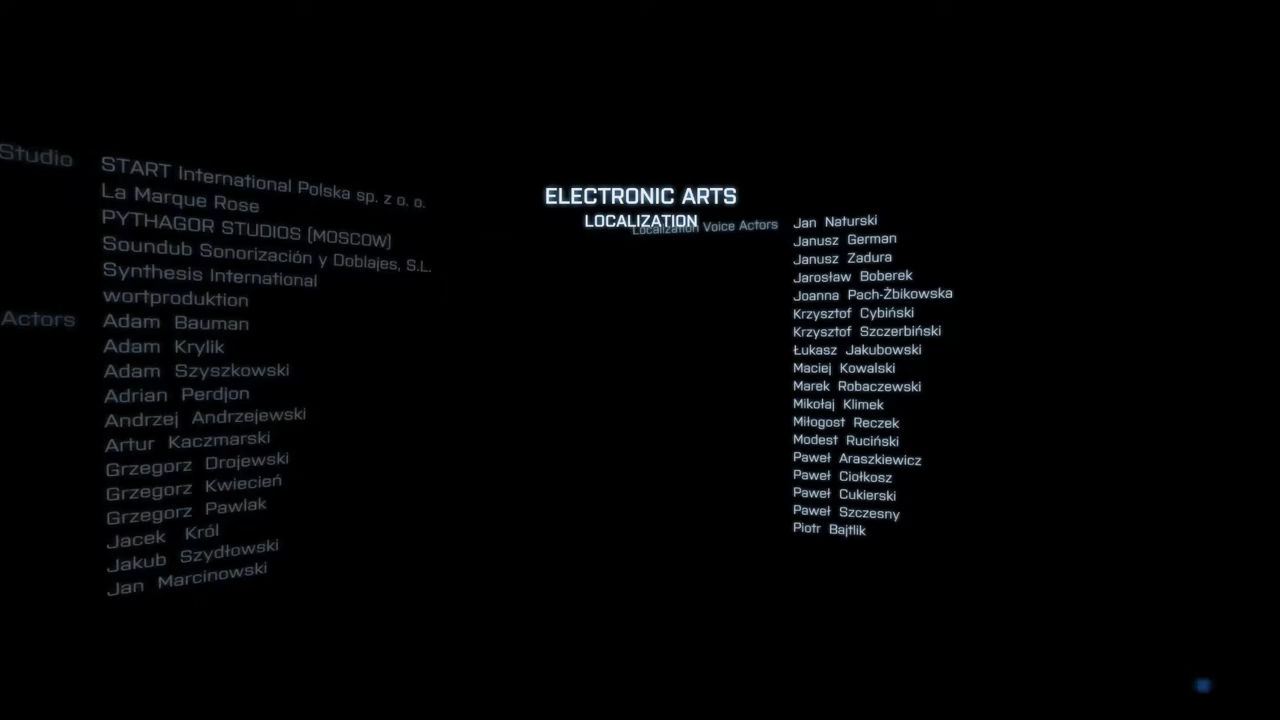 Studio START International Polska sp. z o. o.
La Marque Rose
PYTHAGOR STUDIOS (MOSCOW)
Soundub Sonorización y Doblajes, S.L.
Synthesis International
wortproduktion
Actors Adam Bauman
Adam Krylik
Adam Szyszkowski
Adrian Perdjon
Andrzej Andrzejewski
Artur Kaczmarski
Grzegorz Drojewski
Grzegorz Kwiecień
Grzegorz Pawlak
Jacek Król
Jakub Szydłowski
Jan Marcinowski
ELECTRONIC ARTS
LOCALIZATION
Localization Voice Actors Jan Naturski
Janusz German
Janusz Zadura
Jarosław Boberek
Joanna Pach-Żbikowska
Krzysztof Cybiński
Krzysztof Szczerbiński
Łukasz Jakubowski
Maciej Kowalski
Marek Robaczewski
Mikołaj Klimek
Miłogost Reczek
Modest Ruciński
Paweł Araszkiewicz
Paweł Ciołkosz
Paweł Cukierski
Paweł Szczesny
Piotr Bajtlik